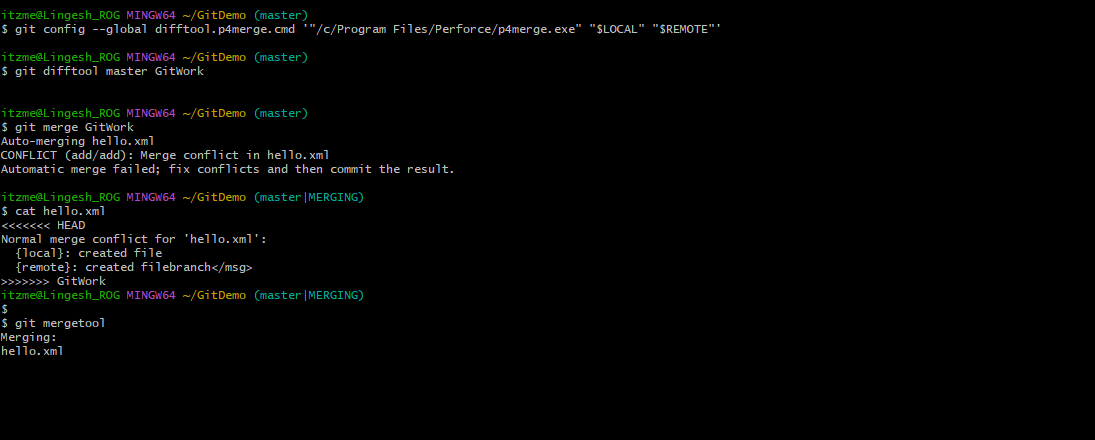 itzme@Lingesh_ROG MINGW64 ~/GitDemo (master)
$ git config --global difftool.p4merge.cmd '"/c/Program Files/Perforce/p4merge.exe" "$LOCAL" "$REMOTE"'
itzme@Lingesh_ROG MINGW64 ~/GitDemo (master)
$ git difftool master GitWork
itzme@Lingesh_ROG MINGW64 ~/GitDemo (master)
$ git merge GitWork
Auto-merging hello.xml
CONFLICT (add/add): Merge conflict in hello.xml
Automatic merge failed; fix conflicts and then commit the result.
itzme@Lingesh_ROG MINGW64 ~/GitDemo (master|MERGING)
$ cat hello.xml
<<<<<<< HEAD
Normal merge conflict for 'hello.xml':
  {local}: created file
  {remote}: created filebranch</msg>
>>>>>>> GitWork
itzme@Lingesh_ROG MINGW64 ~/GitDemo (master|MERGING)
$
$ git mergetool
Merging:
hello.xml